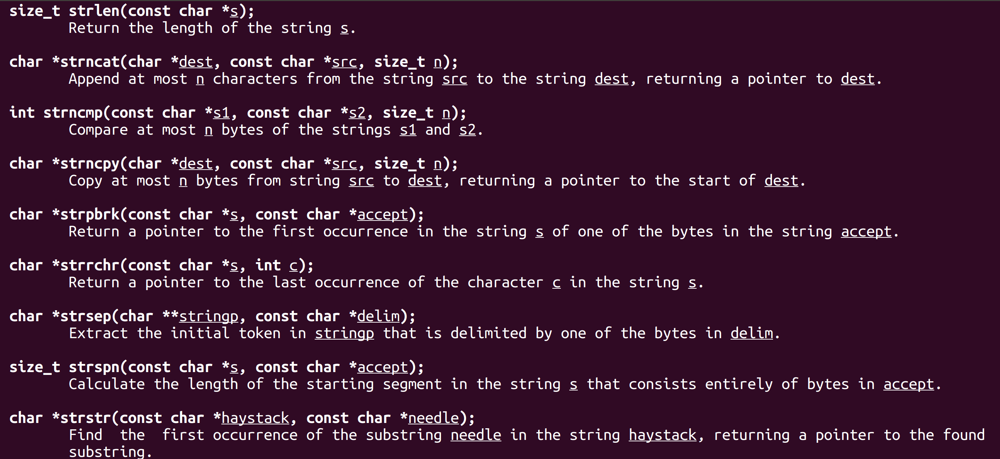 size_t strlen(const char *s);
Return the length of the string s.
char *strncat(char *dest, const char *src, size_t n);
Append at most n characters from the string src to the string dest, returning a pointer to dest.
int strncmp(const char *s1, const char *s2, size_t n);
Compare at most n bytes of the strings s1 and s2.
char *strncpy(char *dest, const char *src, size_t n);
Copy at most n bytes from string src to dest, returning a pointer to the start of dest.
char *strpbrk(const char *s, const char *accept);
Return a pointer to the first occurrence in the string s of one of the bytes in the string accept.
char *strrchr(const char *s, int c);
Return a pointer to the last occurrence of the character c in the string s.
char *strsep(char **stringp, const char *delim);
Extract the initial token in stringp that is delimited by one of the bytes in delim.
size_t strspn(const char *s, const char *accept);
Calculate the length of the starting segment in the string s that consists entirely of bytes in accept.
char *strstr(const char *haystack, const char *needle);
Find  the  first occurrence of the substring needle in the string haystack, returning a pointer to the found
substring.